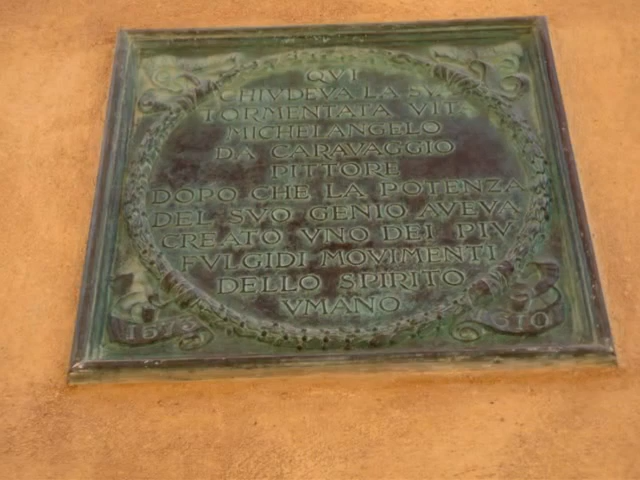 QVI
CHIVDEVA LA SVA
TORMENTATA VITA
MICHELANGELO
DA CARAVAGGIO
PITTORE
DOPO CHE LA POTENZA
DEL SVO GENIO AVEVA
CREATO VNO DEI PIV
FVLGIDI MOVIMENTI
DELLO SPIRITO
VMANO
1573
1610